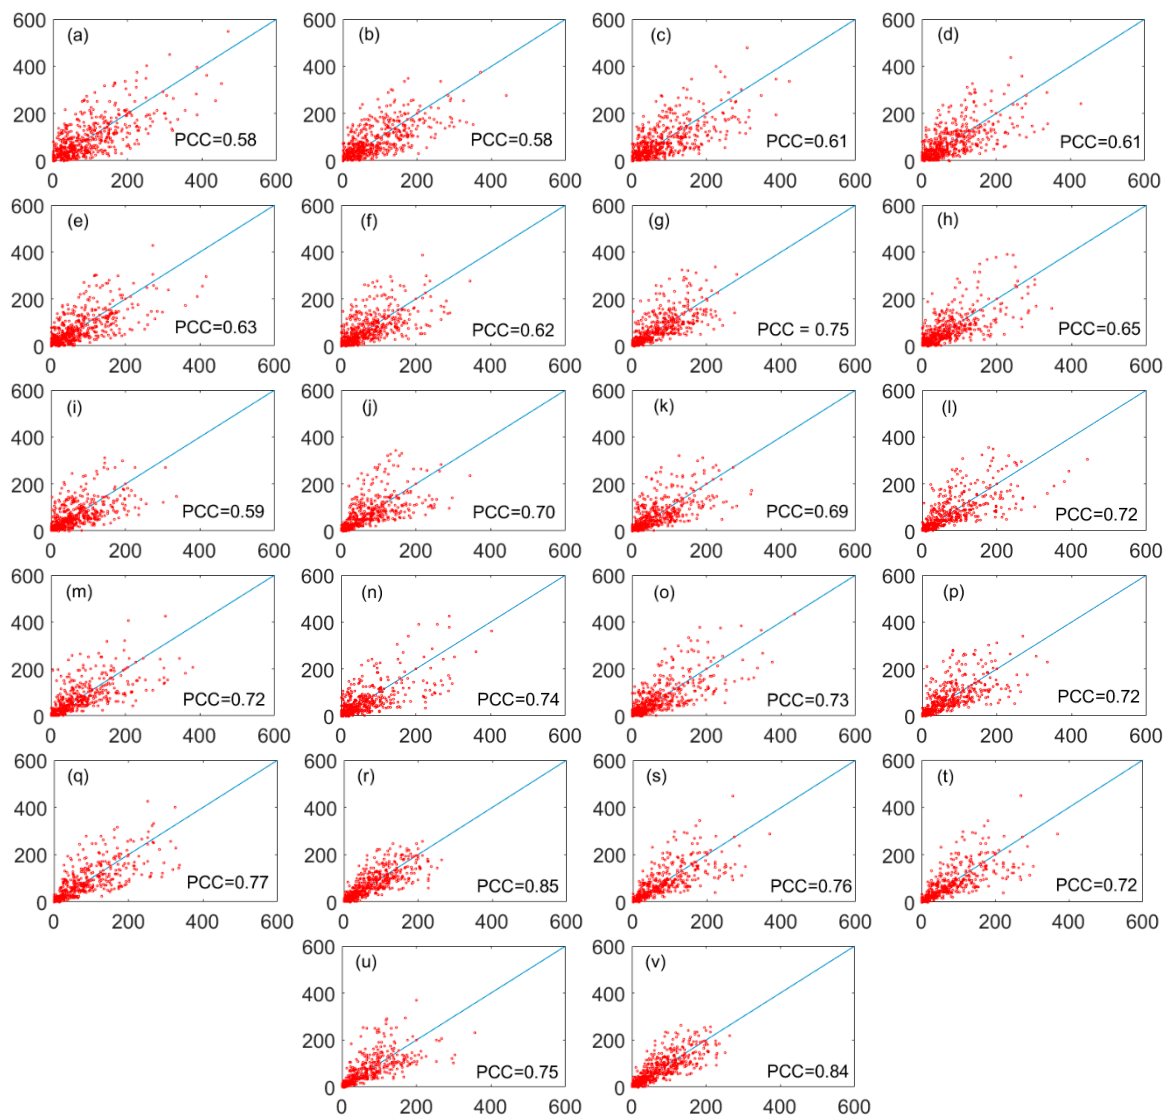 600 (a) 600 (b) 600 (c) 600 (d)
400 400 400 400
200 200 200 200
PCC=0.58 PCC=0.58 PCC=0.61 PCC=0.61
0 0 0 0
0 200 400 600 0 200 400 600 0 200 400 600 0 200 400 600
600 (e) 600 (f) 600 (g) 600 (h)
400 400 400 400
200 200 200 200
PCC=0.63 PCC=0.62 PCC = 0.75 PCC=0.65
0 0 0 0
0 200 400 600 0 200 400 600 0 200 400 600 0 200 400 600
600 (i) 600 (j) 600 (k) 600 (l)
400 400 400 400
200 200 200 200
PCC=0.59 PCC=0.70 PCC=0.69 PCC=0.72
0 0 0 0
0 200 400 600 0 200 400 600 0 200 400 600 0 200 400 600
600 (m) 600 (n) 600 (o) 600 (p)
400 400 400 400
200 200 200 200
PCC=0.72 PCC=0.74 PCC=0.73 PCC=0.72
0 0 0 0
0 200 400 600 0 200 400 600 0 200 400 600 0 200 400 600
600 (q) 600 (r) 600 (s) 600 (t)
400 400 400 400
200 200 200 200
PCC=0.77 PCC=0.85 PCC=0.76 PCC=0.72
0 0 0 0
0 200 400 600 0 200 400 600 0 200 400 600 0 200 400 600
600 (u) 600 (v)
400 400
200 200
PCC=0.75 PCC=0.84
0 0
0 200 400 600 0 200 400 600